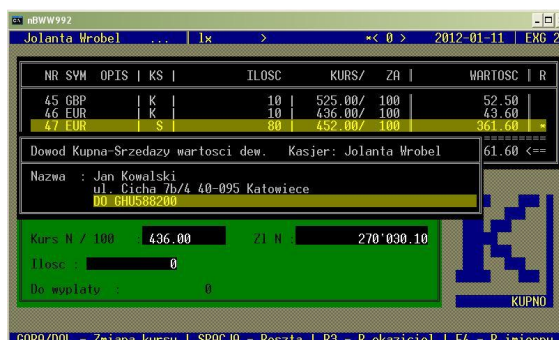 nBWW992
Jolanta Wrobel ... lx > *< 0 > 2012-01-11 EXG 2
NR SYM OPIS | KS | ILOSC KURS/ ZA || WARTOSC || R
45 GBP | K | 10 | 525.00/ 100 || 52.50
46 EUR | K | 10 | 436.00/ 100 || 43.60
47 EUR | S | 80 | 452.00/ 100 || 361.60 *
61.60 <==
Dowod Kupna-Srzedazy wartosci dew. Kasjer: Jolanta Wrobel
Nazwa : Jan Kowalski
ul. Cicha 7b/4 40-095 Katowiece
DO GHU588200
Kurs N / 100 : 436.00 Zl N : 270'030.10
Ilosc : 0
Do wyplaty : 0
K
KUPNO
GORA/DOL - Zmiana kursu | SPACJA - Reszta | - R okaziciel | F4 - R imienny